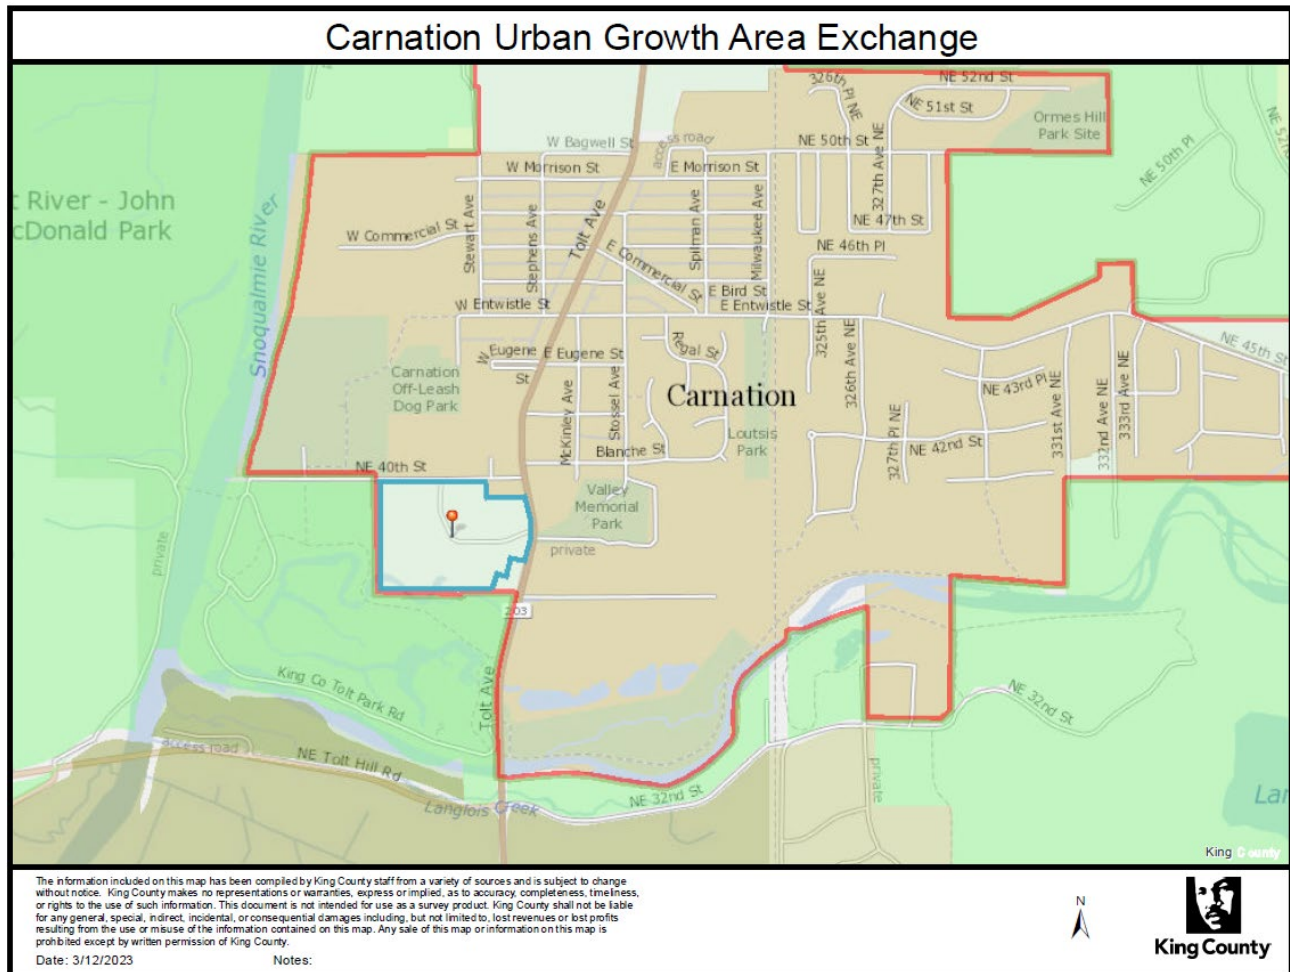 Carnation Urban Growth Area Exchange
326th Pl NE
NE 52nd St
NE 51st St
Ormes Hill
Park Site
NE 50th Pl
W Bagwell St
access road
NE 50th St
327th Ave NE
W Morrison St
E Morrison St
t River - John
cDonald Park
Snoqualmie River
W Commercial St
Stewart Ave
Stephens Ave
Tolt Ave
E Commercial St
Spilman Ave
Milwaukee Ave
NE 47th St
NE 46th Pl
E Bird St
W Entwistle St
E Entwistle St
325th Ave NE
326th Ave NE
Regal St
W Eugene St
E Eugene St
NE 45th St
Carnation
Off-Leash
Dog Park
McKinley Ave
Stossel Ave
Carnation
NE 43rd Pl
331st Ave NE
332nd Ave NE
333rd Ave NE
Loutsis
Park
327th Pl NE
NE 42nd St
Blanche St
NE 40th St
Valley
Memorial
Park
private
private
203
King Co Tolt Park Rd
Tolt Ave
NE 32nd St
access road
NE Tolt Hill Rd
Langlois Creek
NE 32nd St
private
Lan
King County
The information included on this map has been compiled by King County staff from a variety of sources and is subject to change
without notice. King County makes no representations or warranties, express or implied, as to accuracy, completeness, timeliness,
or rights to the use of such information. This document is not intended for use as a survey product. King County shall not be liable
for any general, special, indirect, incidental, or consequential damages including, but not limited to, lost revenues or lost profits
resulting from the use or misuse of the information contained on this map. Any sale of this map or information on this map is
prohibited except by written permission of King County.
Date: 3/12/2023 Notes:
N
King County